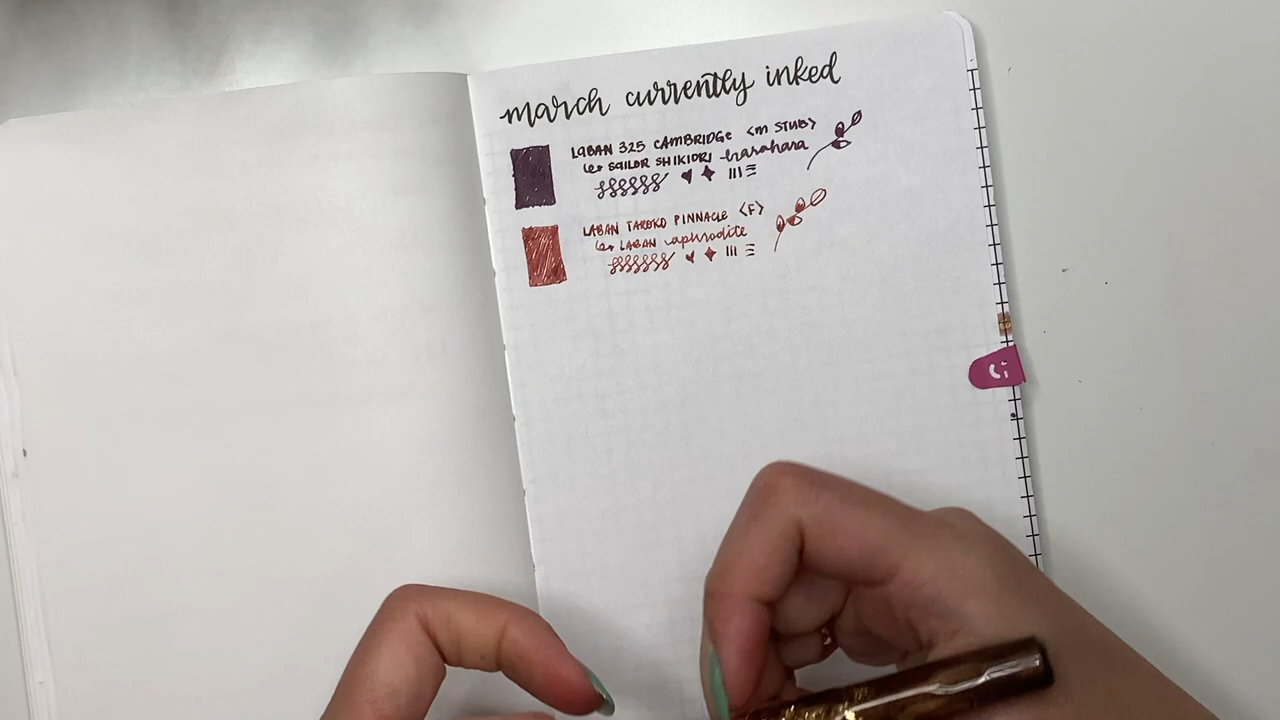 march currently inked
LABAN 325 CAMBRIDGE <M STUB>
↳ SAILOR SHIKIORI harahara
LABAN TAROKO PINNACLE <F>
↳ LABAN aphrodite